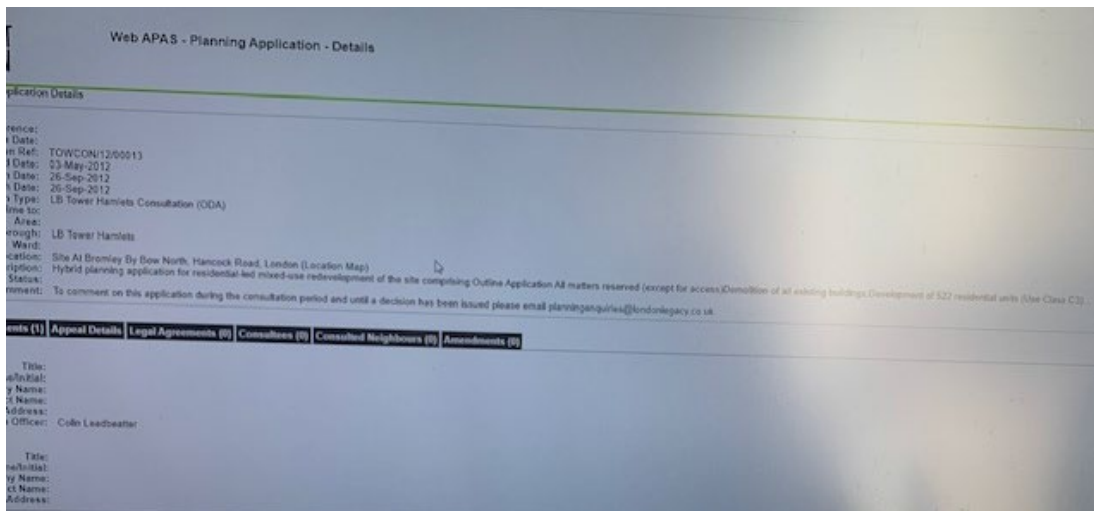 Web APAS - Planning Application - Details
plication Details
rence:
Date:
n Ref: TOWCON/12/00013
d Date: 03-May-2012
n Date: 26-Sep-2012
n Date: 26-Sep-2012
n Type: LB Tower Hamlets Consultation (ODA)
ime to:
Area:
rough: LB Tower Hamlets
Ward:
cation: Site At Bromley By Bow North, Hancock Road, London (Location Map)
ription: Hybrid planning application for residential-led mixed-use redevelopment of the site comprising Outline Application All matters reserved (except for access)Demolition of all existing buildings;Development of 522 residential units (Use Class C3)
Status:
mment: To comment on this application during the consultation period and until a decision has been issued please email planningenquiries@londonlegacy.co.uk
ents (1) Appeal Details Legal Agreements (0) Consultees (0) Consulted Neighbours (0) Amendments (0)
Title:
me/Initial:
y Name:
ct Name:
Address:
Officer: Colin Leadbeatter
Title:
me/Initial:
ny Name:
ct Name:
Address: